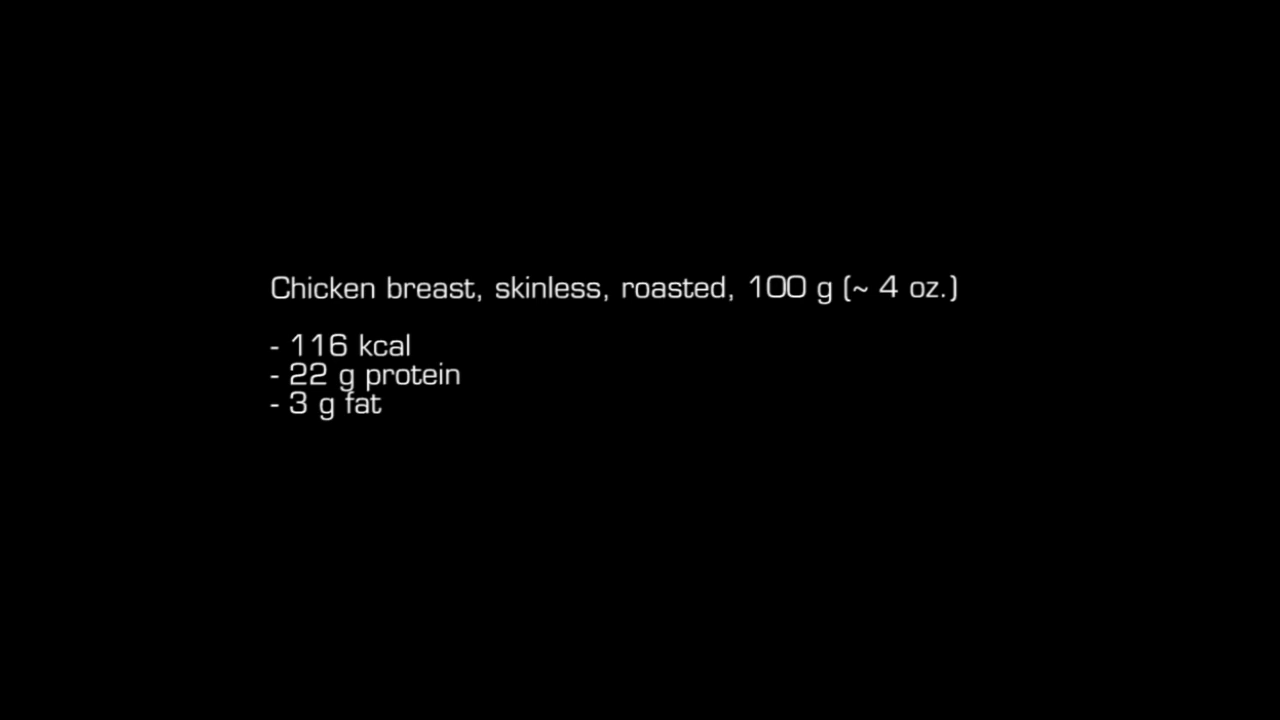 Chicken breast, skinless, roasted, 100 g (~ 4 oz.)
- 116 kcal
- 22 g protein
- 3 g fat